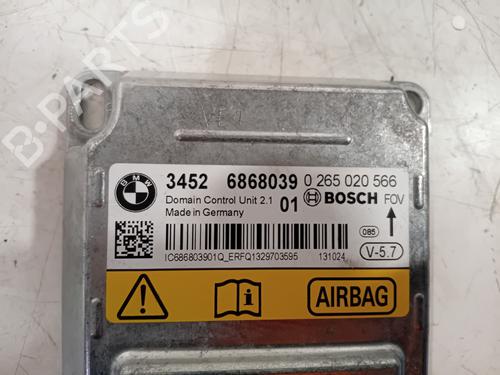 BMW
3452 6868039 0 265 020 566
Domain Control Unit 2.1 01 BOSCH FOV
Made in Germany
085
V-5.7
IC686803901Q_ERFQ1329703595 131024
AIRBAG
B-PARTS